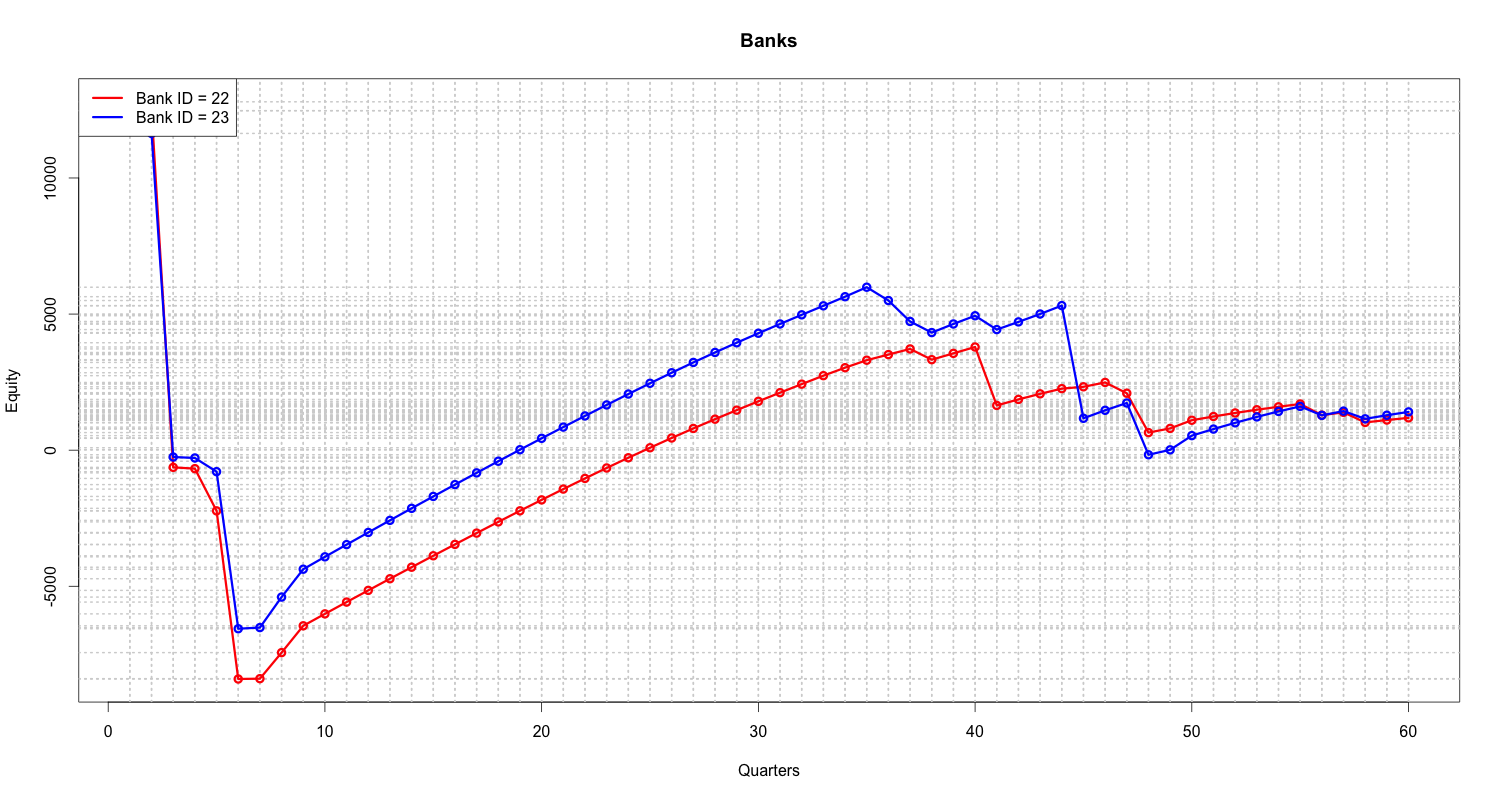 Banks
Bank ID = 22
Bank ID = 23
10000
5000
0
-5000
Equity
0 10 20 30 40 50 60
Quarters